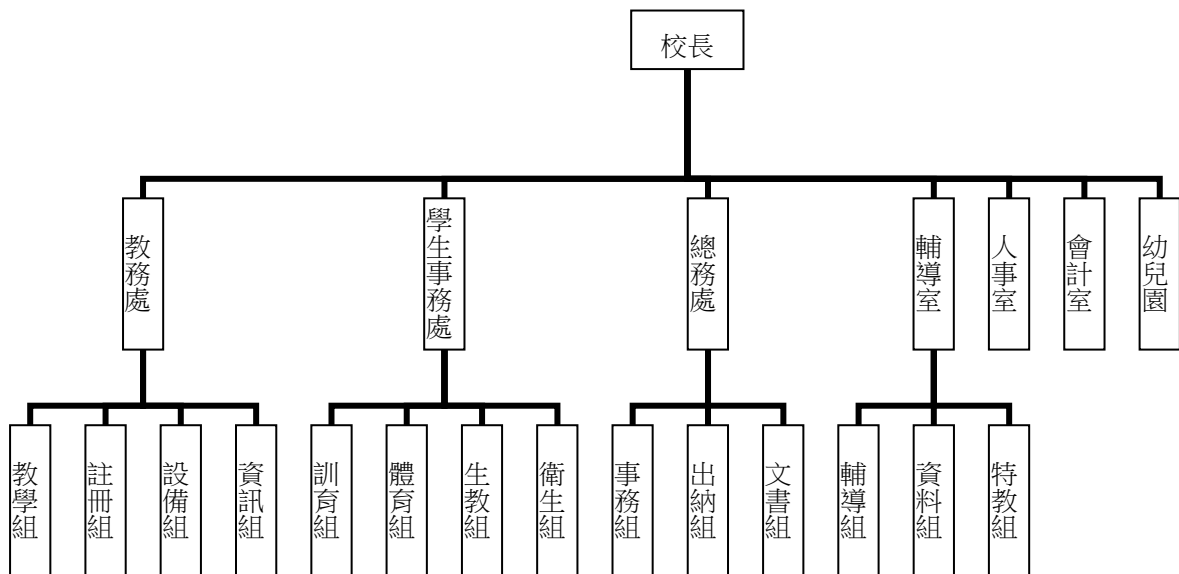 校長
教務處
學生事務處
總務處
輔導室
人事室
會計室
幼兒園
教學組
註冊組
設備組
資訊組
訓育組
體育組
生教組
衛生組
事務組
出納組
文書組
輔導組
資料組
特教組